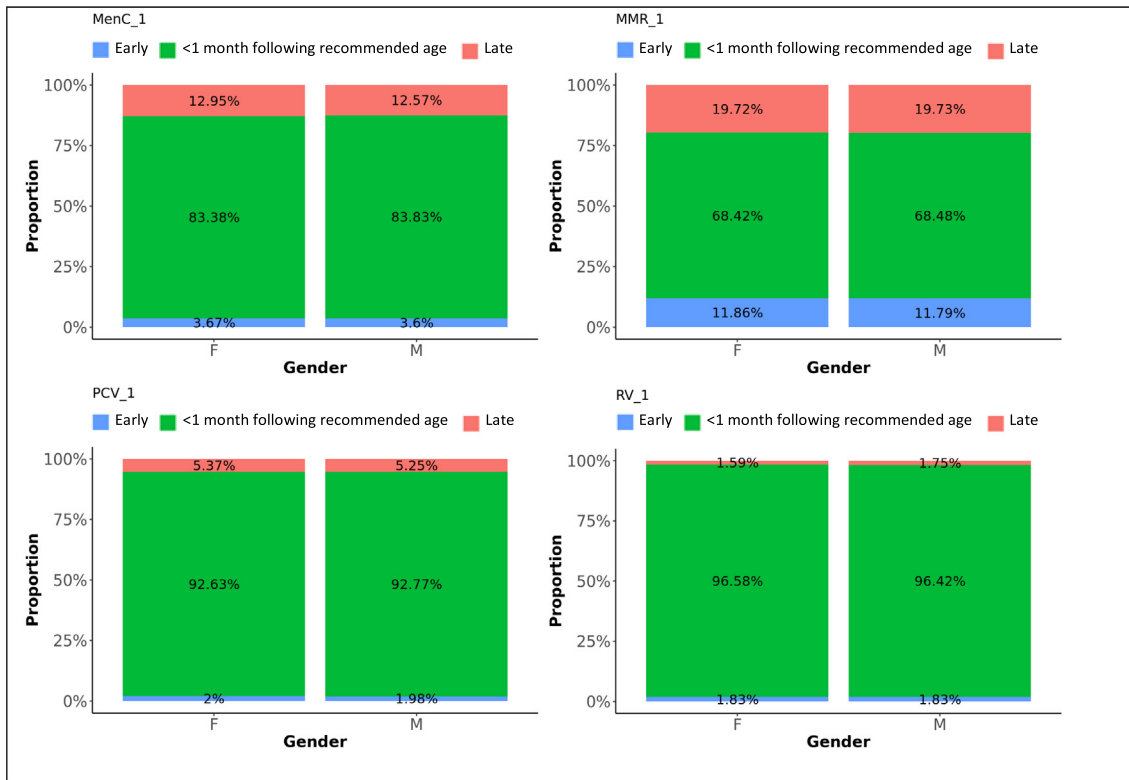 MenC_1
Early <1 month following recommended age Late
100%
75%
50%
25%
0%
Proportion
12.95% 12.57%
83.38% 83.83%
3.67% 3.6%
F M
Gender
MMR_1
Early <1 month following recommended age Late
100%
75%
50%
25%
0%
Proportion
19.72% 19.73%
68.42% 68.48%
11.86% 11.79%
F M
Gender
PCV_1
Early <1 month following recommended age Late
100%
75%
50%
25%
0%
Proportion
5.37% 5.25%
92.63% 92.77%
2% 1.98%
F M
Gender
RV_1
Early <1 month following recommended age Late
100%
75%
50%
25%
0%
Proportion
1.59% 1.75%
96.58% 96.42%
1.83% 1.83%
F M
Gender